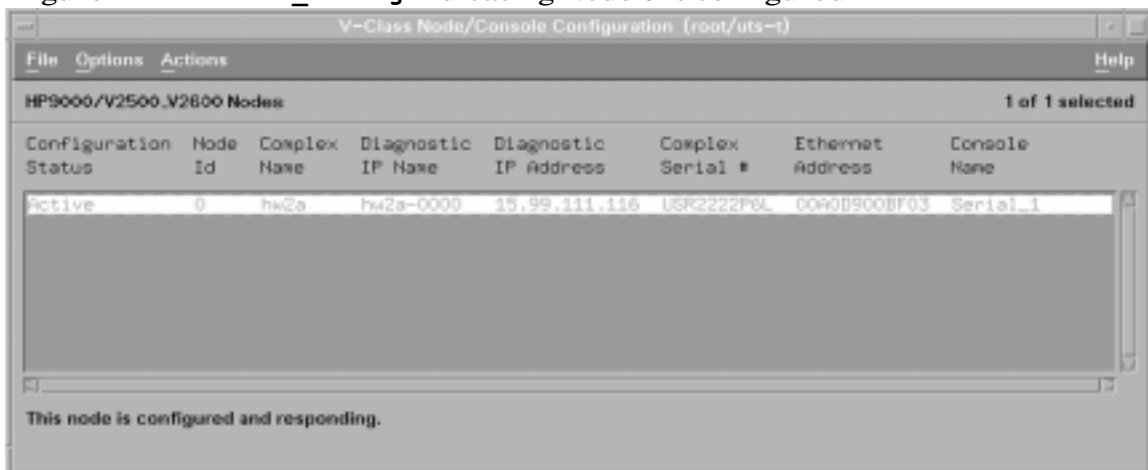 V-Class Node/Console Configuration (root/uts-t)
File Options Actions Help
HP9000/V2500,V2600 Nodes 1 of 1 selected
Configuration Node Complex Diagnostic Diagnostic Complex Ethernet Console
Status Id Name IP Name IP Address Serial # Address Name
Active 0 hw2a hw2a-0000 15.99.111.116 USR2222P6L 00A0D900BF03 Serial_1
This node is configured and responding.